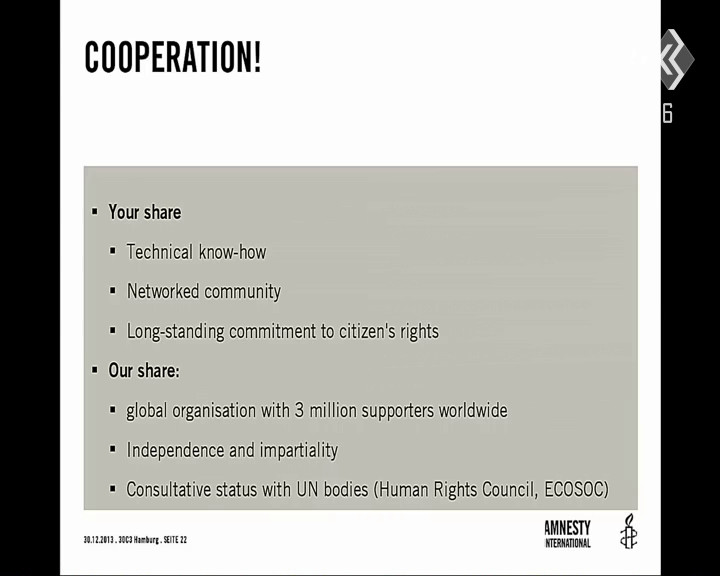 COOPERATION!
6
▪ Your share
▪ Technical know-how
▪ Networked community
▪ Long-standing commitment to citizen's rights
▪ Our share:
▪ global organisation with 3 million supporters worldwide
▪ Independence and impartiality
▪ Consultative status with UN bodies (Human Rights Council, ECOSOC)
30.12.2013 . 30C3 Hamburg . SEITE 22
AMNESTY
INTERNATIONAL